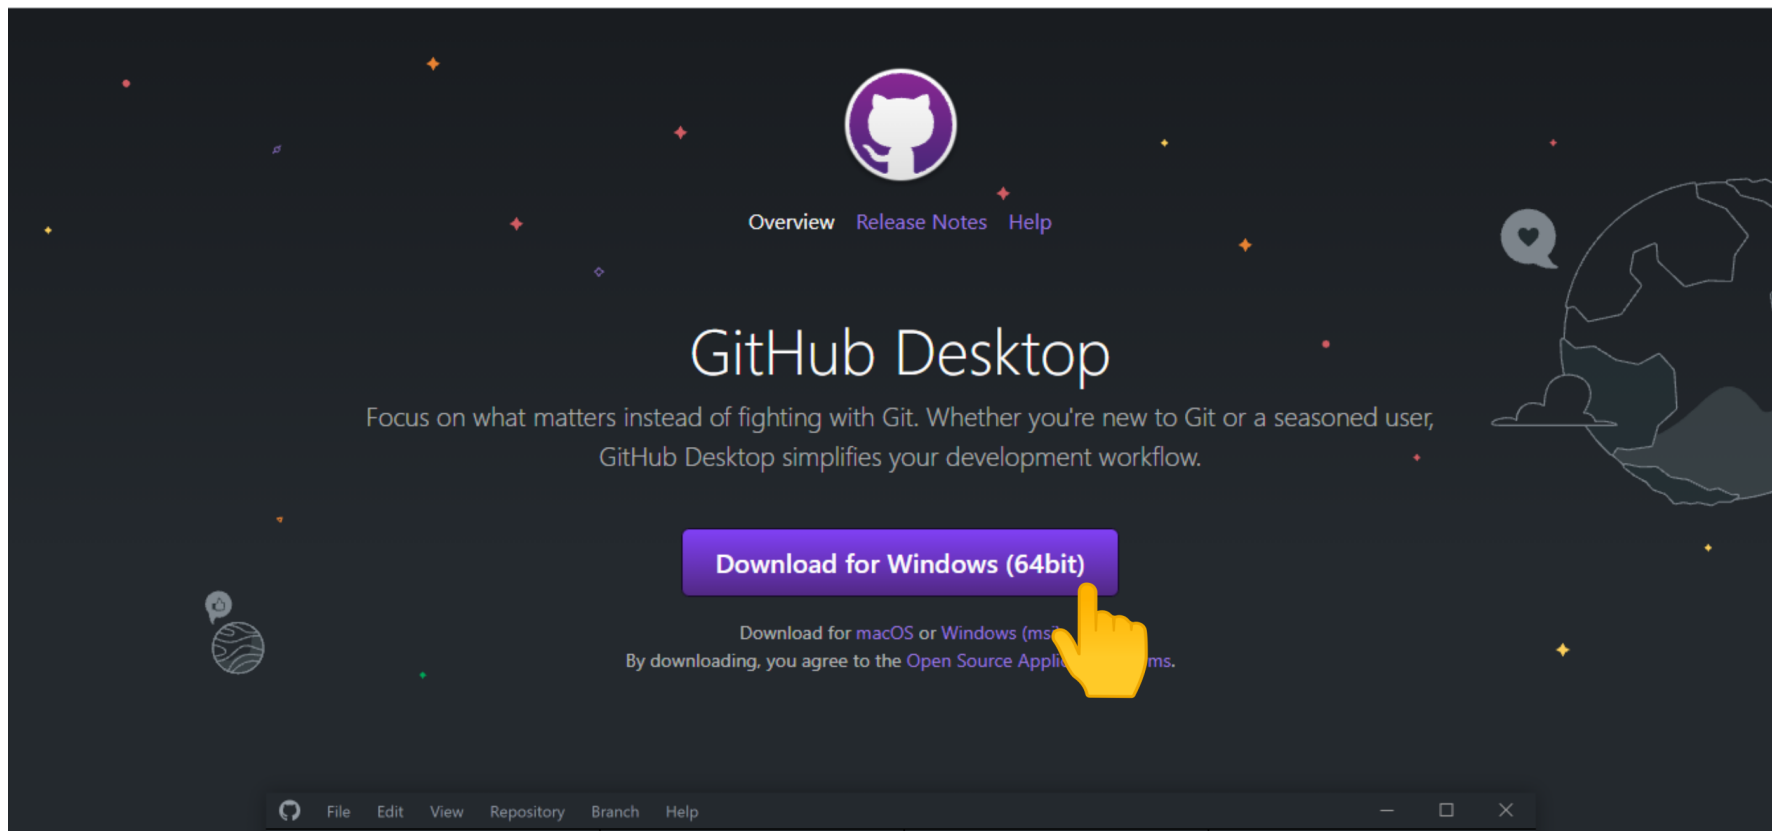 Overview Release Notes Help
GitHub Desktop
Focus on what matters instead of fighting with Git. Whether you're new to Git or a seasoned user,
GitHub Desktop simplifies your development workflow.
Download for Windows (64bit)
Download for macOS or Windows
By downloading, you agree to the Open Source
File Edit View Repository Branch Help